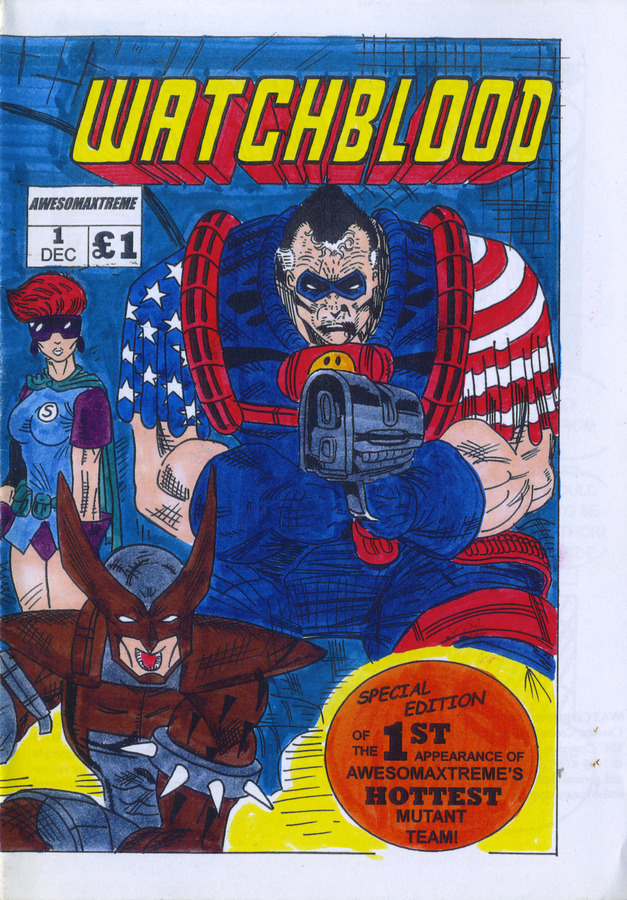 WATCHBLOOD
AWESOMAXTREME
1
DEC
£1
S
SPECIAL
EDITION
OF
THE 1ST
APPEARANCE OF
AWESOMAXTREME'S
HOTTEST
MUTANT
TEAM!